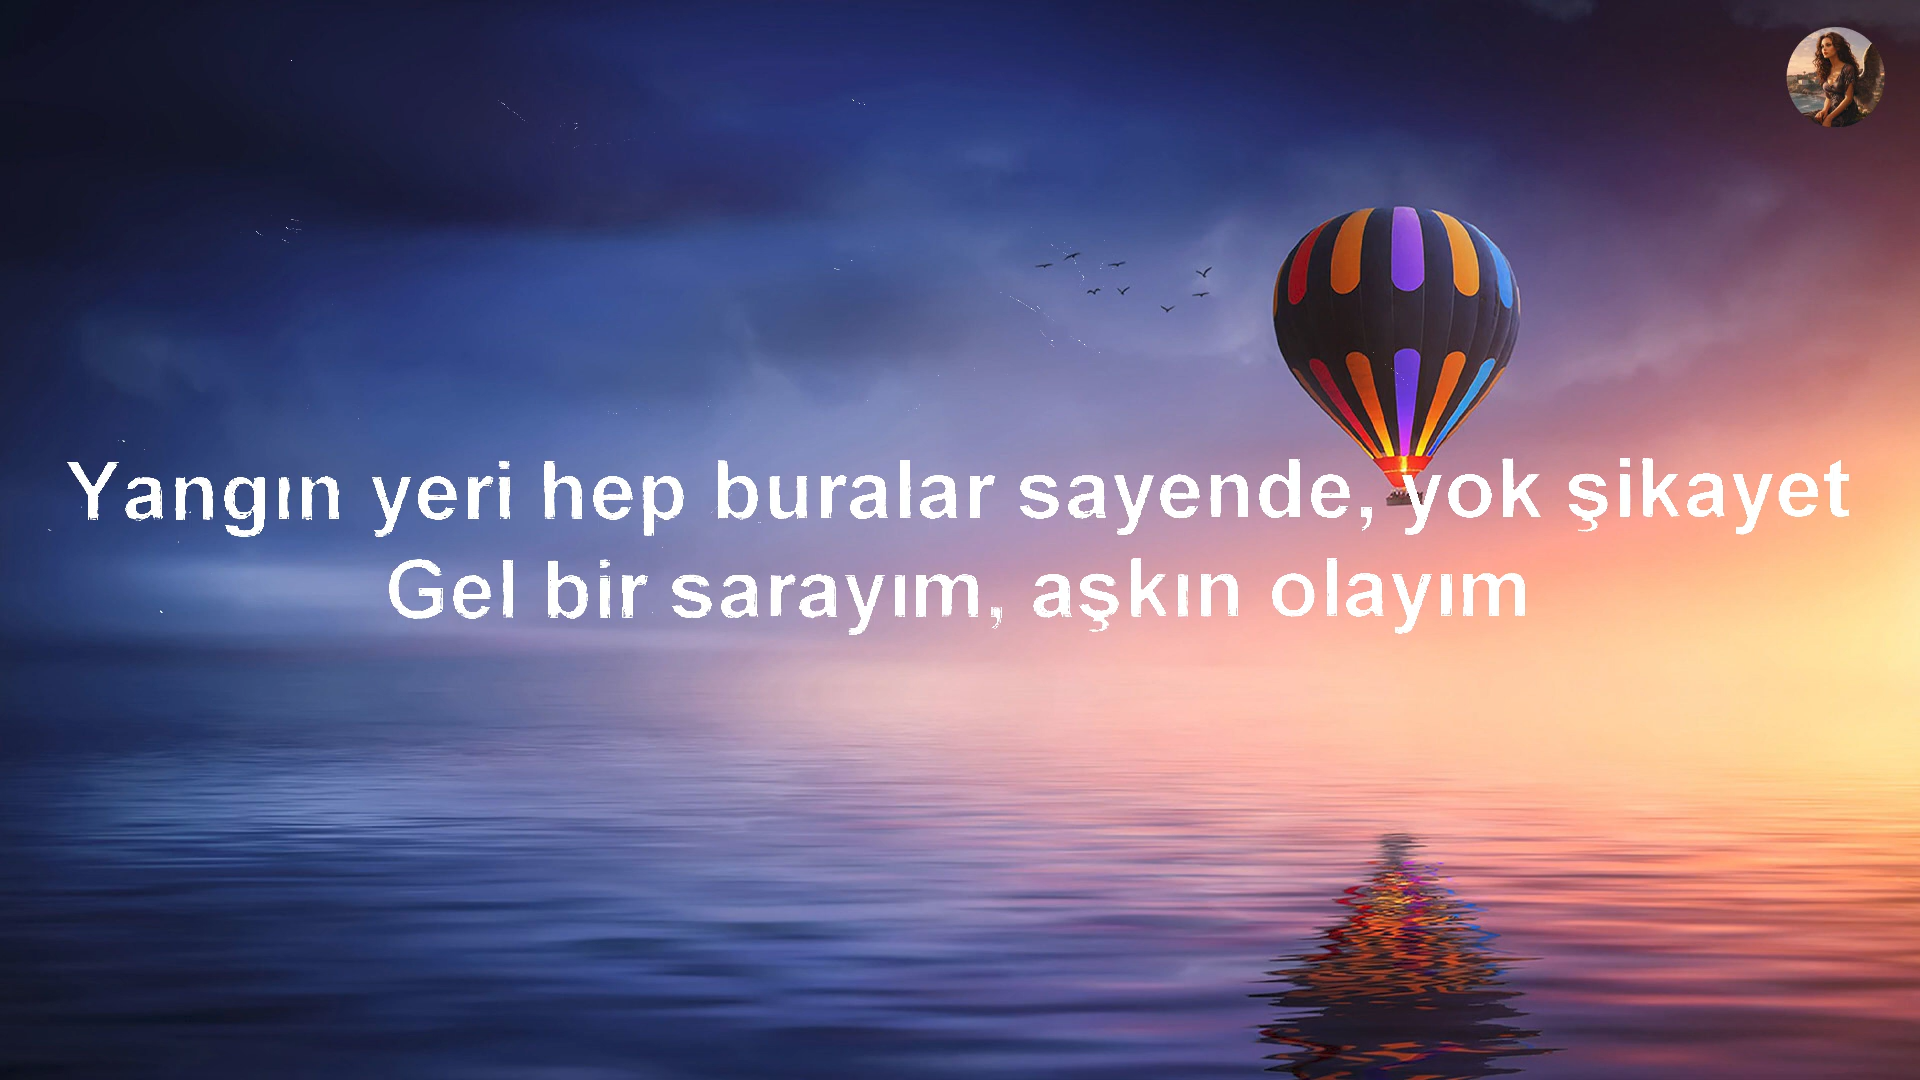 Yangın yeri hep buralar sayende, yok şikayet
Gel bir sarayım, aşkın olayım